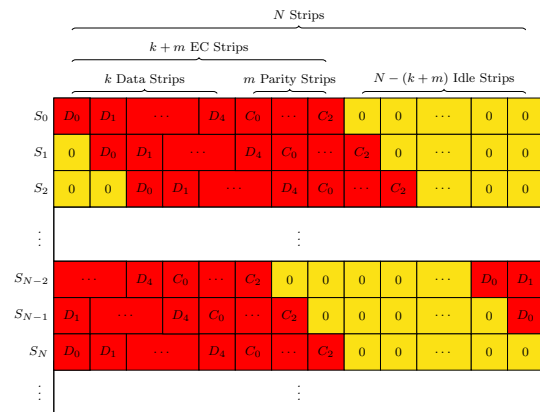 N Strips
k + m EC Strips
k Data Strips m Parity Strips N − (k + m) Idle Strips
S₀ D₀ D₁ ⋯ D₄ C₀ ⋯ C₂ 0 0 ⋯ 0 0
S₁ 0 D₀ D₁ ⋯ D₄ C₀ ⋯ C₂ 0 ⋯ 0 0
S₂ 0 0 D₀ D₁ ⋯ D₄ C₀ ⋯ C₂ ⋯ 0 0
⋮ ⋮
S_{N−2} ⋯ D₄ C₀ ⋯ C₂ 0 0 0 0 ⋯ D₀ D₁
S_{N−1} D₁ ⋯ D₄ C₀ ⋯ C₂ 0 0 0 ⋯ 0 D₀
S_N D₀ D₁ ⋯ D₄ C₀ ⋯ C₂ 0 0 ⋯ 0 0
⋮ ⋮